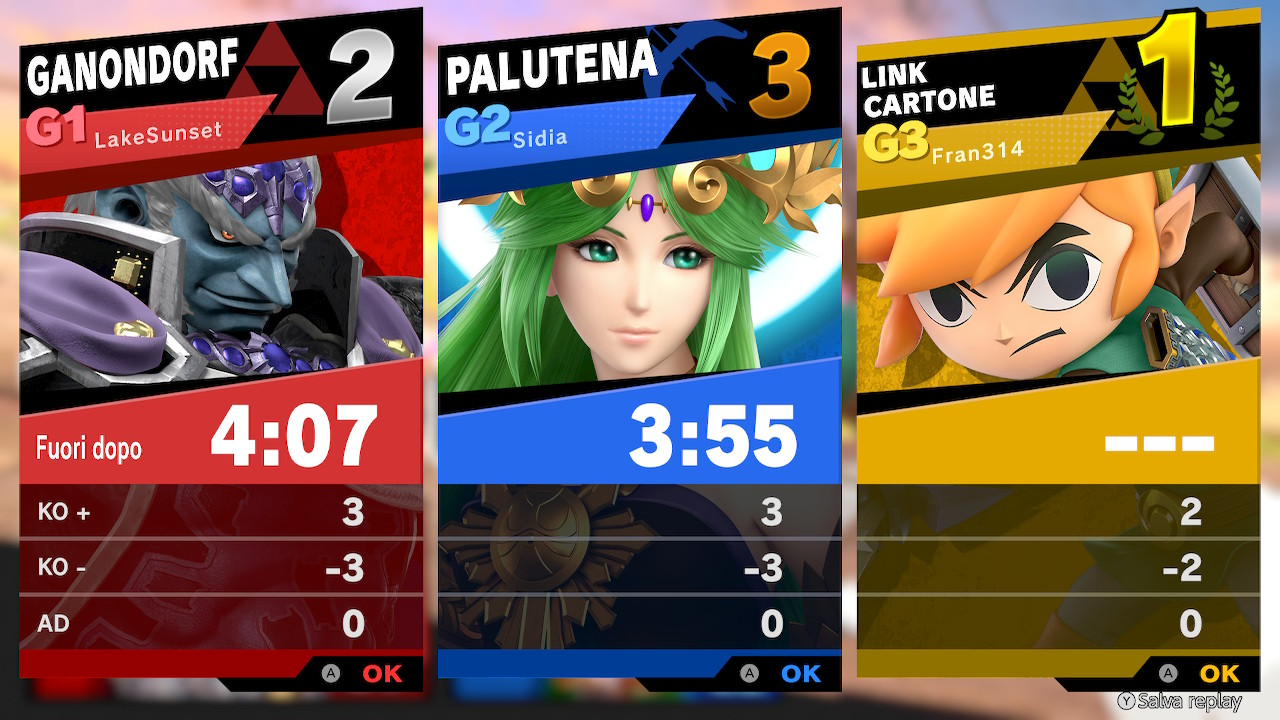 GANONDORF
2
G1 LakeSunset
Fuori dopo 4:07
KO + 3
KO - -3
AD 0
A OK
PALUTENA
3
G2 Sidia
3:55
3
-3
0
A OK
LINK
CARTONE
1
G3 Fran314
---
2
-2
0
A OK
Y Salva replay